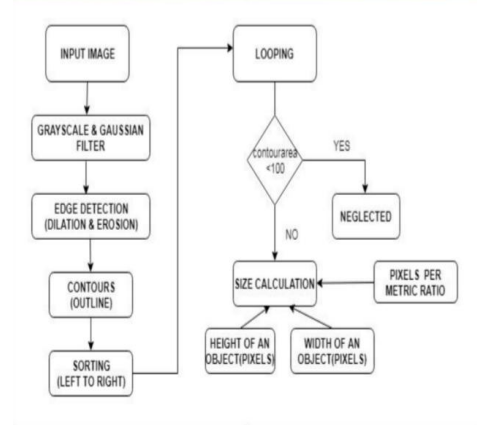 INPUT IMAGE
GRAYSCALE & GAUSSIAN
FILTER
EDGE DETECTION
(DILATION & EROSION)
CONTOURS
(OUTLINE)
SORTING
(LEFT TO RIGHT)
LOOPING
contourarea
<100
YES
NEGLECTED
NO
SIZE CALCULATION
PIXELS PER
METRIC RATIO
HEIGHT OF AN
OBJECT(PIXELS)
WIDTH OF AN
OBJECT(PIXELS)